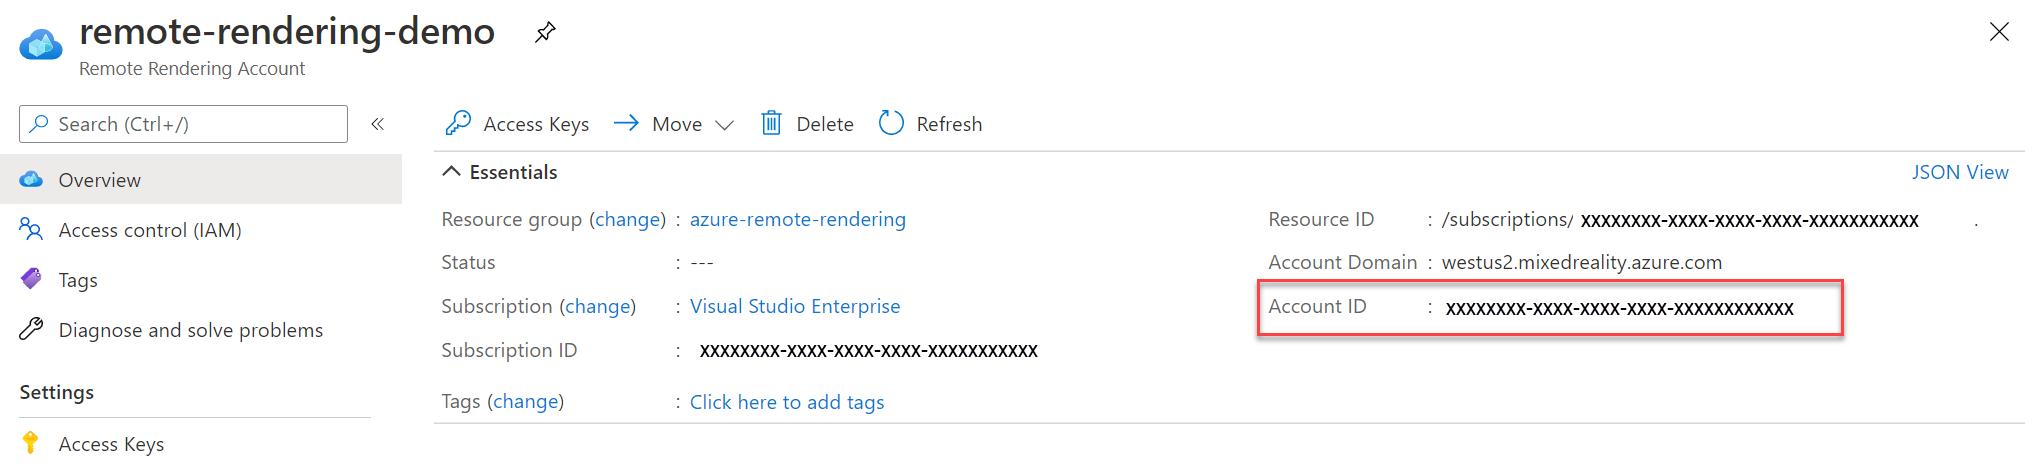 remote-rendering-demo
Remote Rendering Account
Search (Ctrl+/)
«
Access Keys
Move
Delete
Refresh
Overview
Access control (IAM)
Tags
Diagnose and solve problems
Settings
Access Keys
Essentials
JSON View
Resource group (change) : azure-remote-rendering
Status : ---
Subscription (change) : Visual Studio Enterprise
Subscription ID : XXXXXXXX-XXXX-XXXX-XXXX-XXXXXXXXXXX
Tags (change) : Click here to add tags
Resource ID : /subscriptions/ XXXXXXXX-XXXX-XXXX-XXXX-XXXXXXXXXXX .
Account Domain : westus2.mixedreality.azure.com
Account ID : XXXXXXXX-XXXX-XXXX-XXXX-XXXXXXXXXXXX